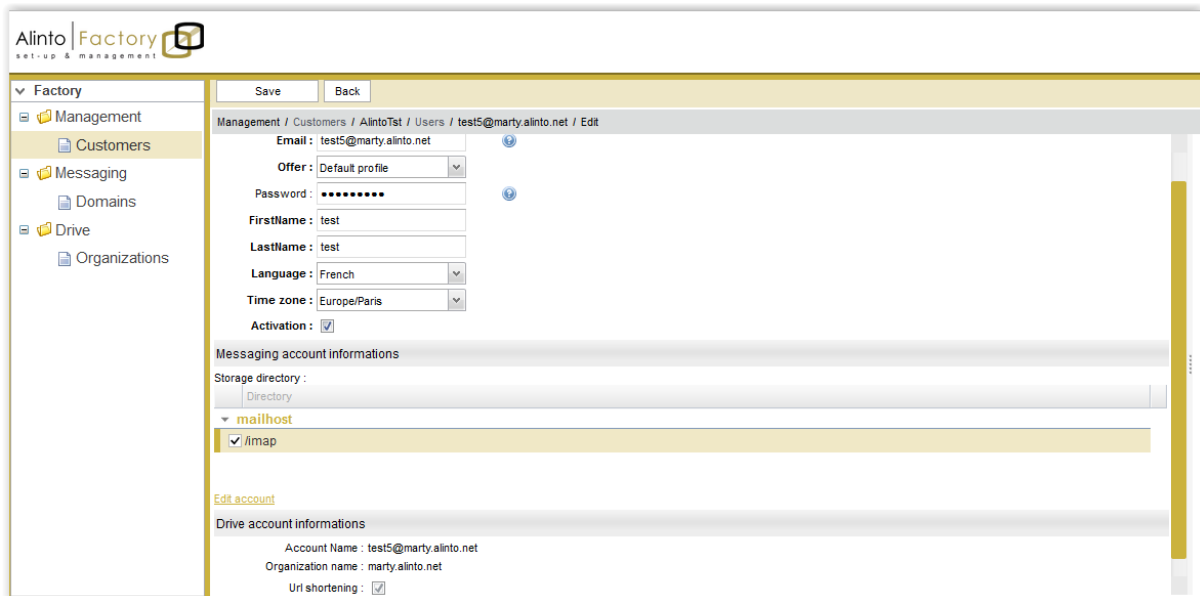 Alinto Factory
set-up & management
Factory
Management
Customers
Messaging
Domains
Drive
Organizations
Save Back
Management / Customers / AlintoTst / Users / test5@marty.alinto.net / Edit
Email : test5@marty.alinto.net
Offer : Default profile
Password : •••••••••
FirstName : test
LastName : test
Language : French
Time zone : Europe/Paris
Activation :
Messaging account informations
Storage directory :
Directory
mailhost
/imap
Edit account
Drive account informations
Account Name : test5@marty.alinto.net
Organization name : marty.alinto.net
Url shortening :